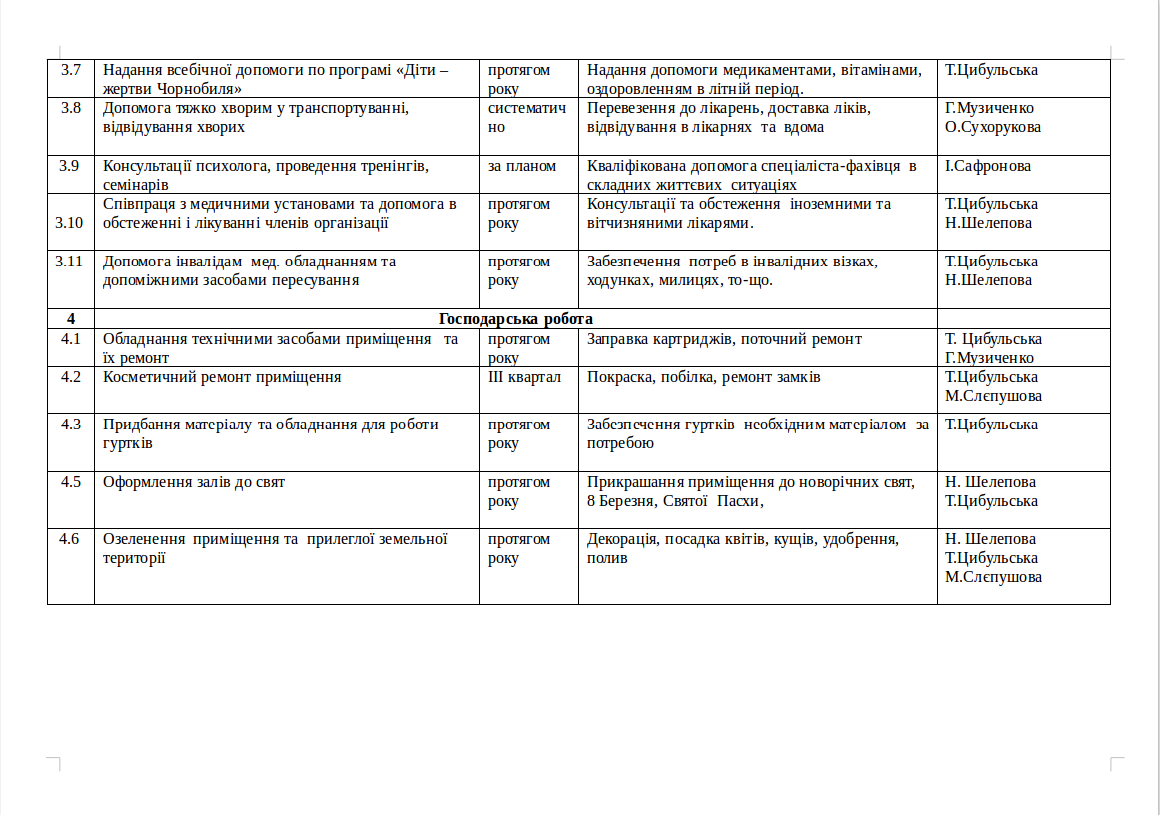 3.7 Надання всебічної допомоги по програмі «Діти – протягом Надання допомоги медикаментами, вітамінами, Т.Цибульська
жертви Чорнобиля» року оздоровленням в літній період.
3.8 Допомога тяжко хворим у транспортуванні, систематич Перевезення до лікарень, доставка ліків, Г.Музиченко
відвідування хворих но відвідування в лікарнях та вдома О.Сухорукова
3.9 Консультації психолога, проведення тренінгів, за планом Кваліфікована допомога спеціаліста-фахівця в І.Сафронова
семінарів складних життєвих ситуаціях
Співпраця з медичними установами та допомога в протягом Консультації та обстеження іноземними та Т.Цибульська
3.10 обстеженні і лікуванні членів організації року вітчизняними лікарями. Н.Шелепова
3.11 Допомога інвалідам мед. обладнанням та протягом Забезпечення потреб в інвалідних візках, Т.Цибульська
допоміжними засобами пересування року ходунках, милицях, то-що. Н.Шелепова
4 Господарська робота
4.1 Обладнання технічними засобами приміщення та протягом Заправка картриджів, поточний ремонт Т. Цибульська
їх ремонт року Г.Музиченко
4.2 Косметичний ремонт приміщення ІІІ квартал Покраска, побілка, ремонт замків Т.Цибульська
М.Слєпушова
4.3 Придбання матеріалу та обладнання для роботи протягом Забезпечення гуртків необхідним матеріалом за Т.Цибульська
гуртків року потребою
4.5 Оформлення залів до свят протягом Прикрашання приміщення до новорічних свят, Н. Шелепова
року 8 Березня, Святої Пасхи, Т.Цибульська
4.6 Озеленення приміщення та прилеглої земельної протягом Декорація, посадка квітів, кущів, удобрення, Н. Шелепова
території року полив Т.Цибульська
М.Слєпушова